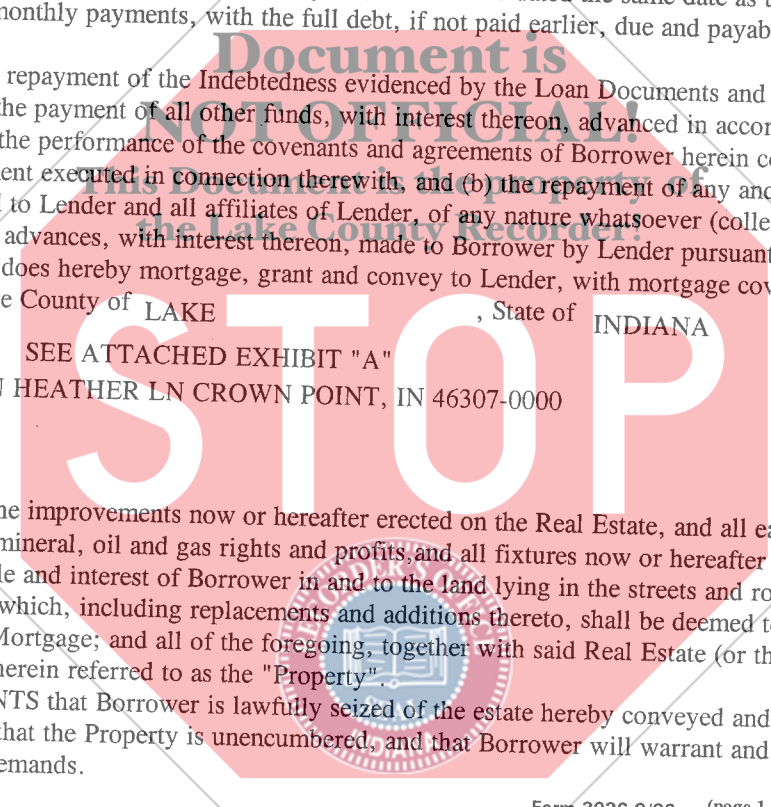 monthly payments, with the full debt, if not paid earlier, due and payab
Document is
repayment of the Indebtedness evidenced by the Loan Documents and
the payment of all other funds, with interest thereon, advanced in accor
NOT OFFICIAL!
the performance of the covenants and agreements of Borrower herein c
ent executed in connection therewith, and (b) the repayment of any and
This Document is the property of
to Lender and all affiliates of Lender, of any nature whatsoever (colle
the Lake County Recorder!
advances, with interest thereon, made to Borrower by Lender pursuant
does hereby mortgage, grant and convey to Lender, with mortgage cov
e County of LAKE , State of INDIANA
SEE ATTACHED EXHIBIT "A"
N HEATHER LN CROWN POINT, IN 46307-0000
STOP
ne improvements now or hereafter erected on the Real Estate, and all ea
mineral, oil and gas rights and profits, and all fixtures now or hereafter
le and interest of Borrower in and to the land lying in the streets and ro
which, including replacements and additions thereto, shall be deemed t
Mortgage; and all of the foregoing, together with said Real Estate (or th
herein referred to as the "Property".
NTS that Borrower is lawfully seized of the estate hereby conveyed and
that the Property is unencumbered, and that Borrower will warrant and
emands.
RECORDER'S OFFICE
SEAL
INDIANA
(page 1